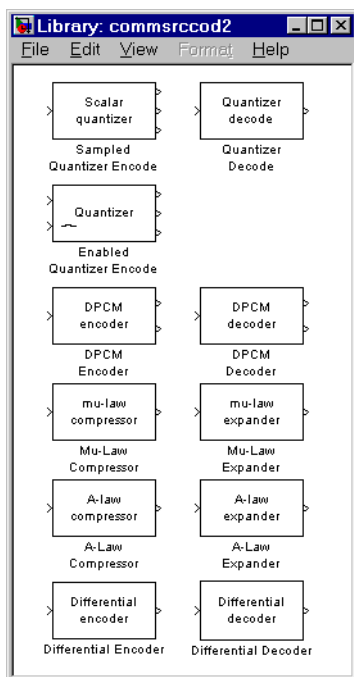 Library: commsrccod2
File Edit View Format Help
Scalar quantizer
Sampled Quantizer Encode
Quantizer decode
Quantizer Decode
Quantizer
Enabled Quantizer Encode
DPCM encoder
DPCM Encoder
DPCM decoder
DPCM Decoder
mu-law compressor
Mu-Law Compressor
mu-law expander
Mu-Law Expander
A-law compressor
A-Law Compressor
A-law expander
A-Law Expander
Differential encoder
Differential Encoder
Differential decoder
Differential Decoder